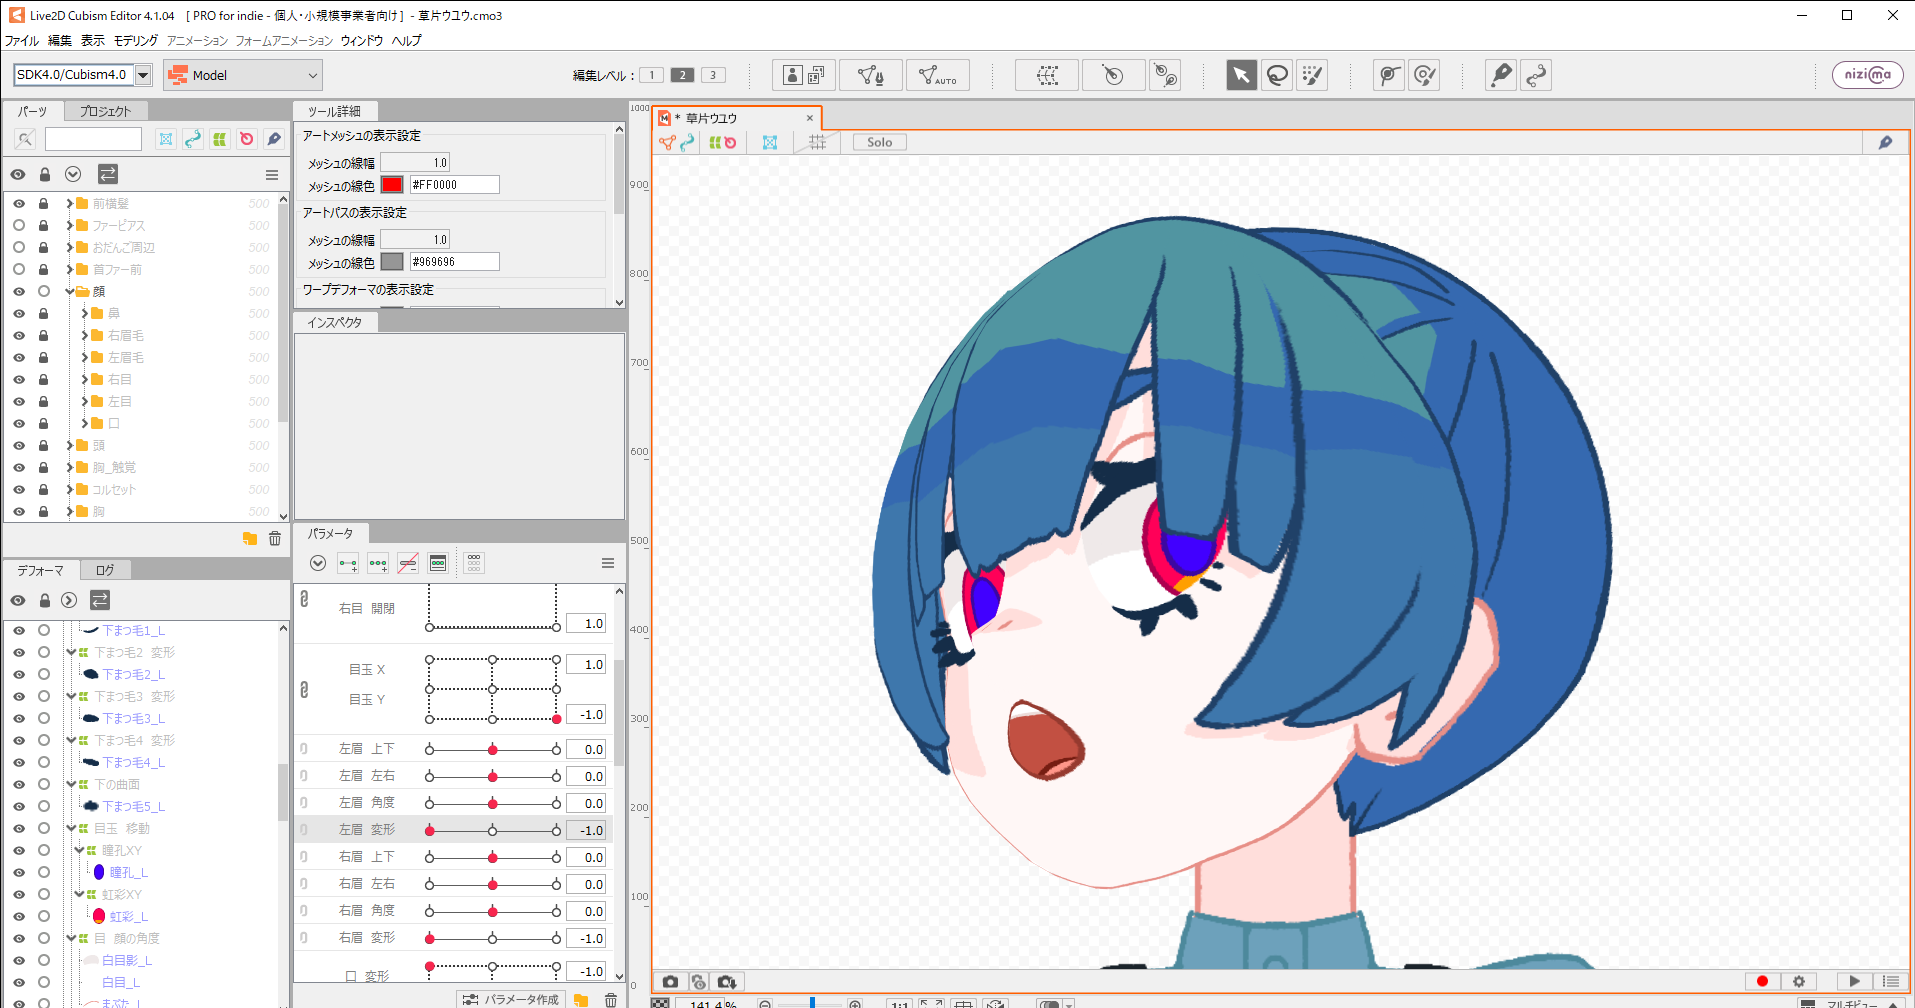 Live2D Cubism Editor 4.1.04 [ PRO for indie - 個人・小規模事業者向け ] - 草片ウユウ.cmo3
ファイル 編集 表示 モデリング アニメーション フォームアニメーション ウィンドウ ヘルプ
SDK4.0/Cubism4.0 Model 編集レベル : 1 2 3 AUTO nizima
パーツ プロジェクト
前横髪 500
ファーピアス 500
おだんご周辺 500
首ファー前 500
顔 500
鼻 500
右眉毛 500
左眉毛 500
右目 500
左目 500
口 500
頭 500
胸_触覚 500
コルセット 500
胸 500
デフォーマ ログ
下まつ毛1_L
下まつ毛2 変形
下まつ毛2_L
下まつ毛3 変形
下まつ毛3_L
下まつ毛4 変形
下まつ毛4_L
下の曲面
下まつ毛5_L
目玉 移動
瞳孔XY
瞳孔_L
虹彩XY
虹彩_L
目 顔の角度
白目影_L
白目_L
まぶた_L
ツール詳細
アートメッシュの表示設定
メッシュの線幅 1.0
メッシュの線色 #FF0000
アートパスの表示設定
メッシュの線幅 1.0
メッシュの線色 #969696
ワープデフォーマの表示設定
インスペクタ
パラメータ
右目 開閉 1.0
目玉 X 1.0
目玉 Y -1.0
左眉 上下 0.0
左眉 左右 0.0
左眉 角度 0.0
左眉 変形 -1.0
右眉 上下 0.0
右眉 左右 0.0
右眉 角度 0.0
右眉 変形 -1.0
口 変形 -1.0
パラメータ作成
* 草片ウユウ ×
Solo
1000
900
800
700
600
500
400
300
200
100
0
141.4 % 1:1 マルチビュー